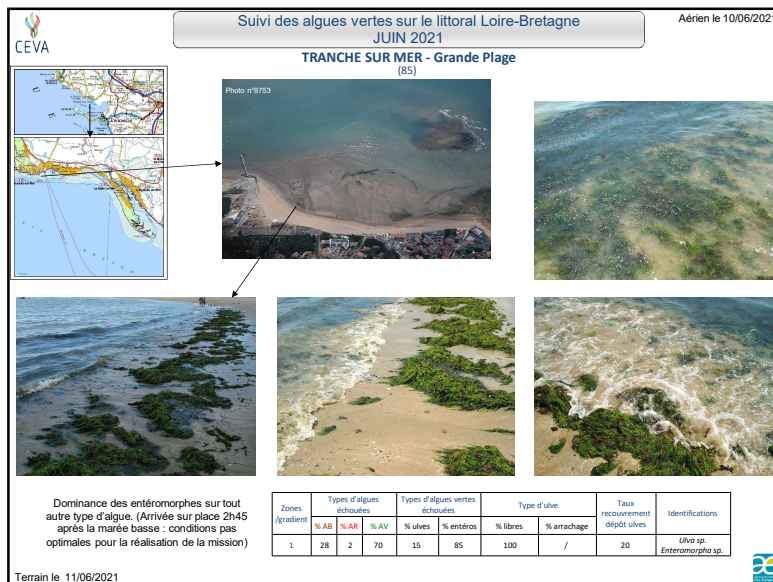 CEVA
Suivi des algues vertes sur le littoral Loire-Bretagne
JUIN 2021
Aérien le 10/06/2021
TRANCHE SUR MER - Grande Plage
(85)
Photo n°9753
Dominance des entéromorphes sur tout
autre type d'algue. (Arrivée sur place 2h45
après la marée basse : conditions pas
optimales pour la réalisation de la mission)
Zones /gradient Types d'algues échouées Types d'algues vertes échouées Type d'ulve Taux recouvrement dépôt ulves Identifications
% AB % AR % AV % ulves % entéros % libres % arrachage
1 28 2 70 15 85 100 / 20 Ulva sp. Enteromorpha sp.
Terrain le 11/06/2021